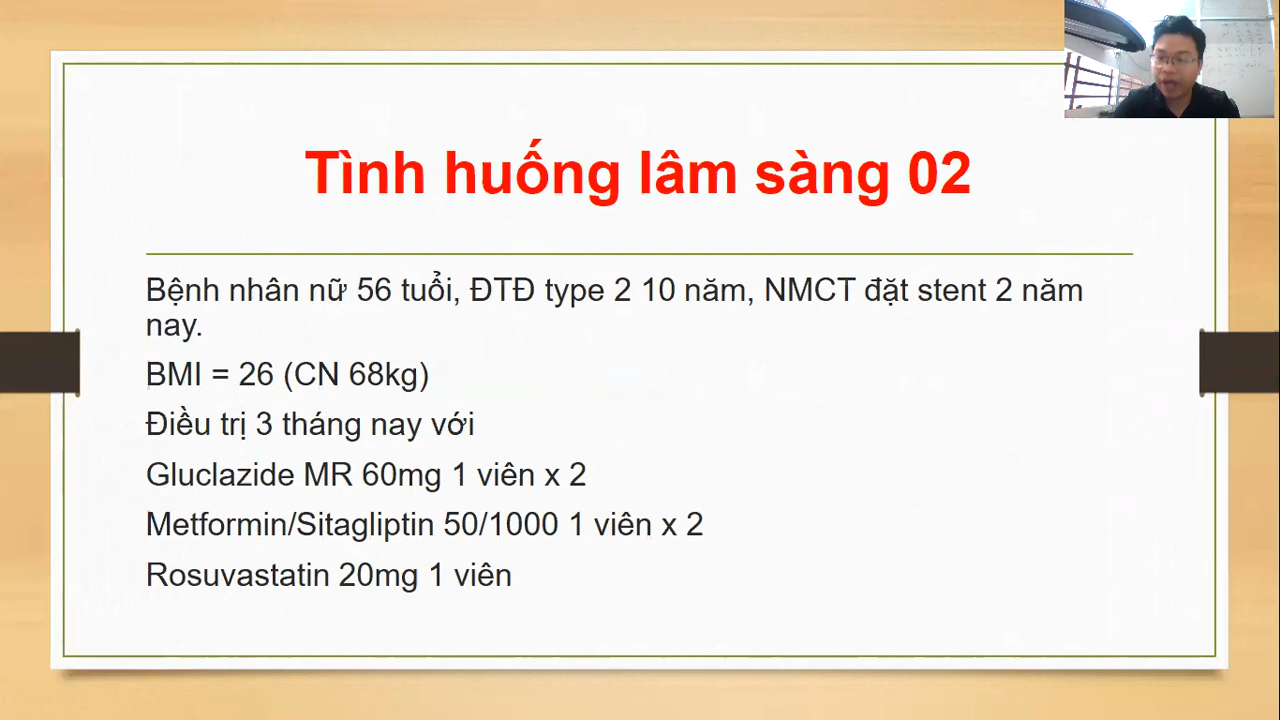 Tình huống lâm sàng 02
Bệnh nhân nữ 56 tuổi, ĐTĐ type 2 10 năm, NMCT đặt stent 2 năm
nay.
BMI = 26 (CN 68kg)
Điều trị 3 tháng nay với
Gluclazide MR 60mg 1 viên x 2
Metformin/Sitagliptin 50/1000 1 viên x 2
Rosuvastatin 20mg 1 viên